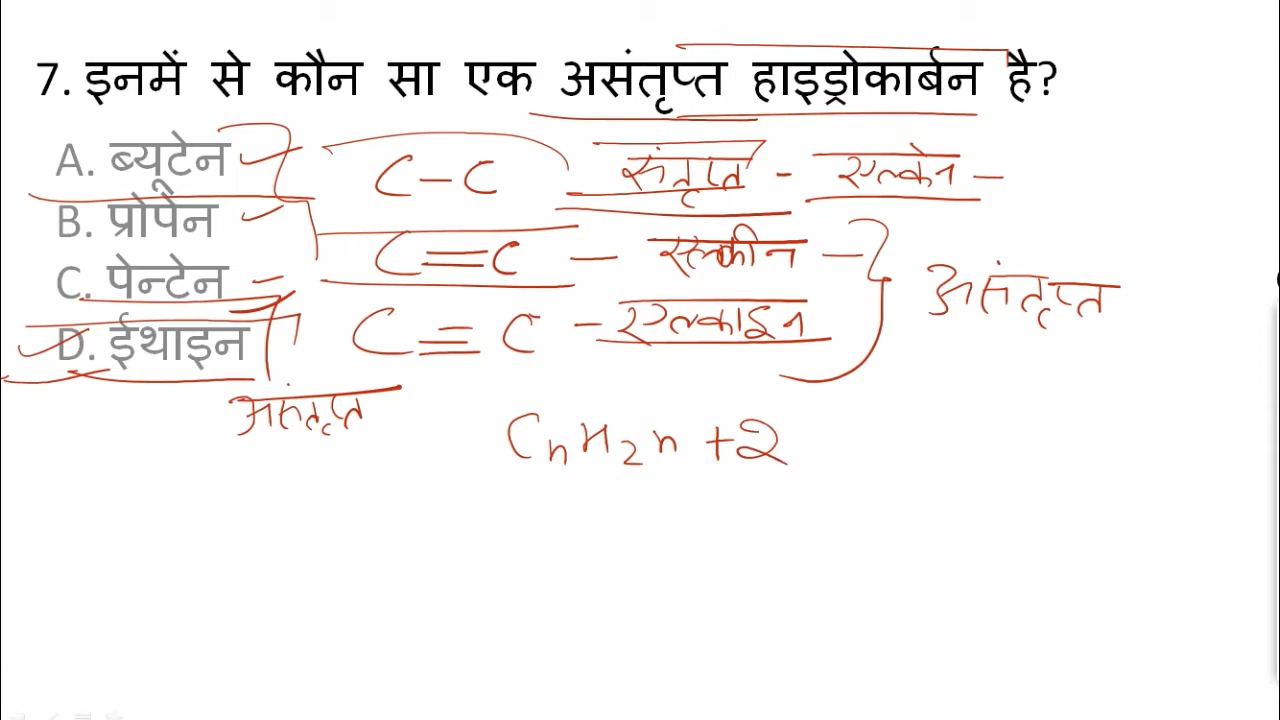 7. इनमें से कौन सा एक असंतृप्त हाइड्रोकार्बन है?
A. ब्यूटेन
C – C – संतृप्त – एल्केन –
B. प्रोपेन
C = C – एल्कीन –
C. पेन्टेन
असंतृप्त
D. ईथाइन
C ≡ C – एल्काइन
असंतृप्त
CnH2n +2